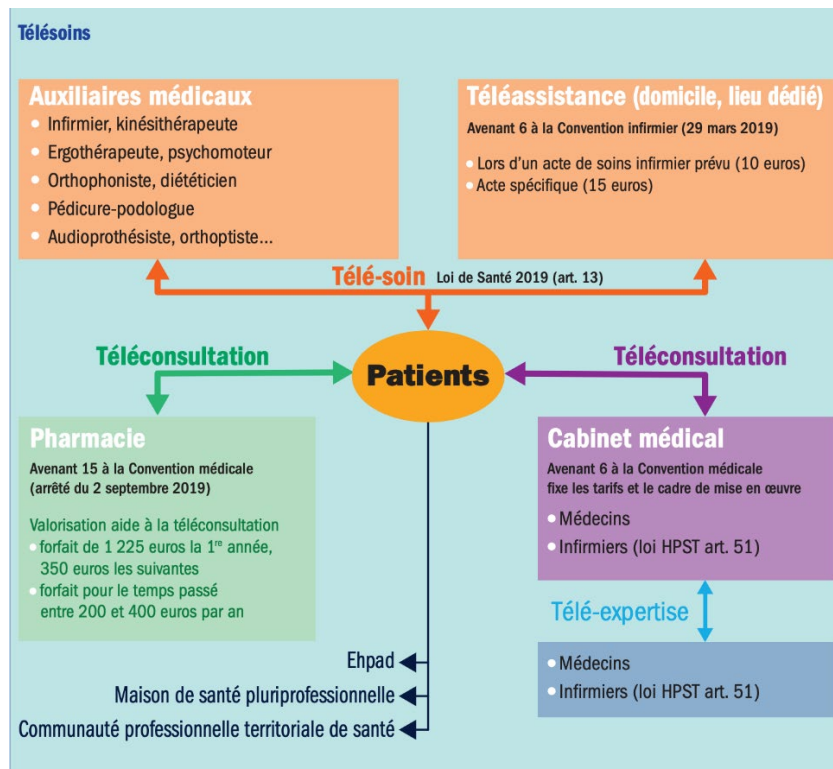 Télésoins
Auxiliaires médicaux
• Infirmier, kinésithérapeute
• Ergothérapeute, psychomoteur
• Orthophoniste, diététicien
• Pédicure-podologue
• Audioprothésiste, orthoptiste...
Téléassistance (domicile, lieu dédié)
Avenant 6 à la Convention infirmier (29 mars 2019)
• Lors d'un acte de soins infirmier prévu (10 euros)
• Acte spécifique (15 euros)
Télé-soin Loi de Santé 2019 (art. 13)
Téléconsultation
Patients
Téléconsultation
Pharmacie
Avenant 15 à la Convention médicale
(arrêté du 2 septembre 2019)
Valorisation aide à la téléconsultation
• forfait de 1 225 euros la 1re année,
350 euros les suivantes
• forfait pour le temps passé
entre 200 et 400 euros par an
Cabinet médical
Avenant 6 à la Convention médicale
fixe les tarifs et le cadre de mise en œuvre
• Médecins
• Infirmiers (loi HPST art. 51)
Télé-expertise
• Médecins
• Infirmiers (loi HPST art. 51)
Ehpad
Maison de santé pluriprofessionnelle
Communauté professionnelle territoriale de santé